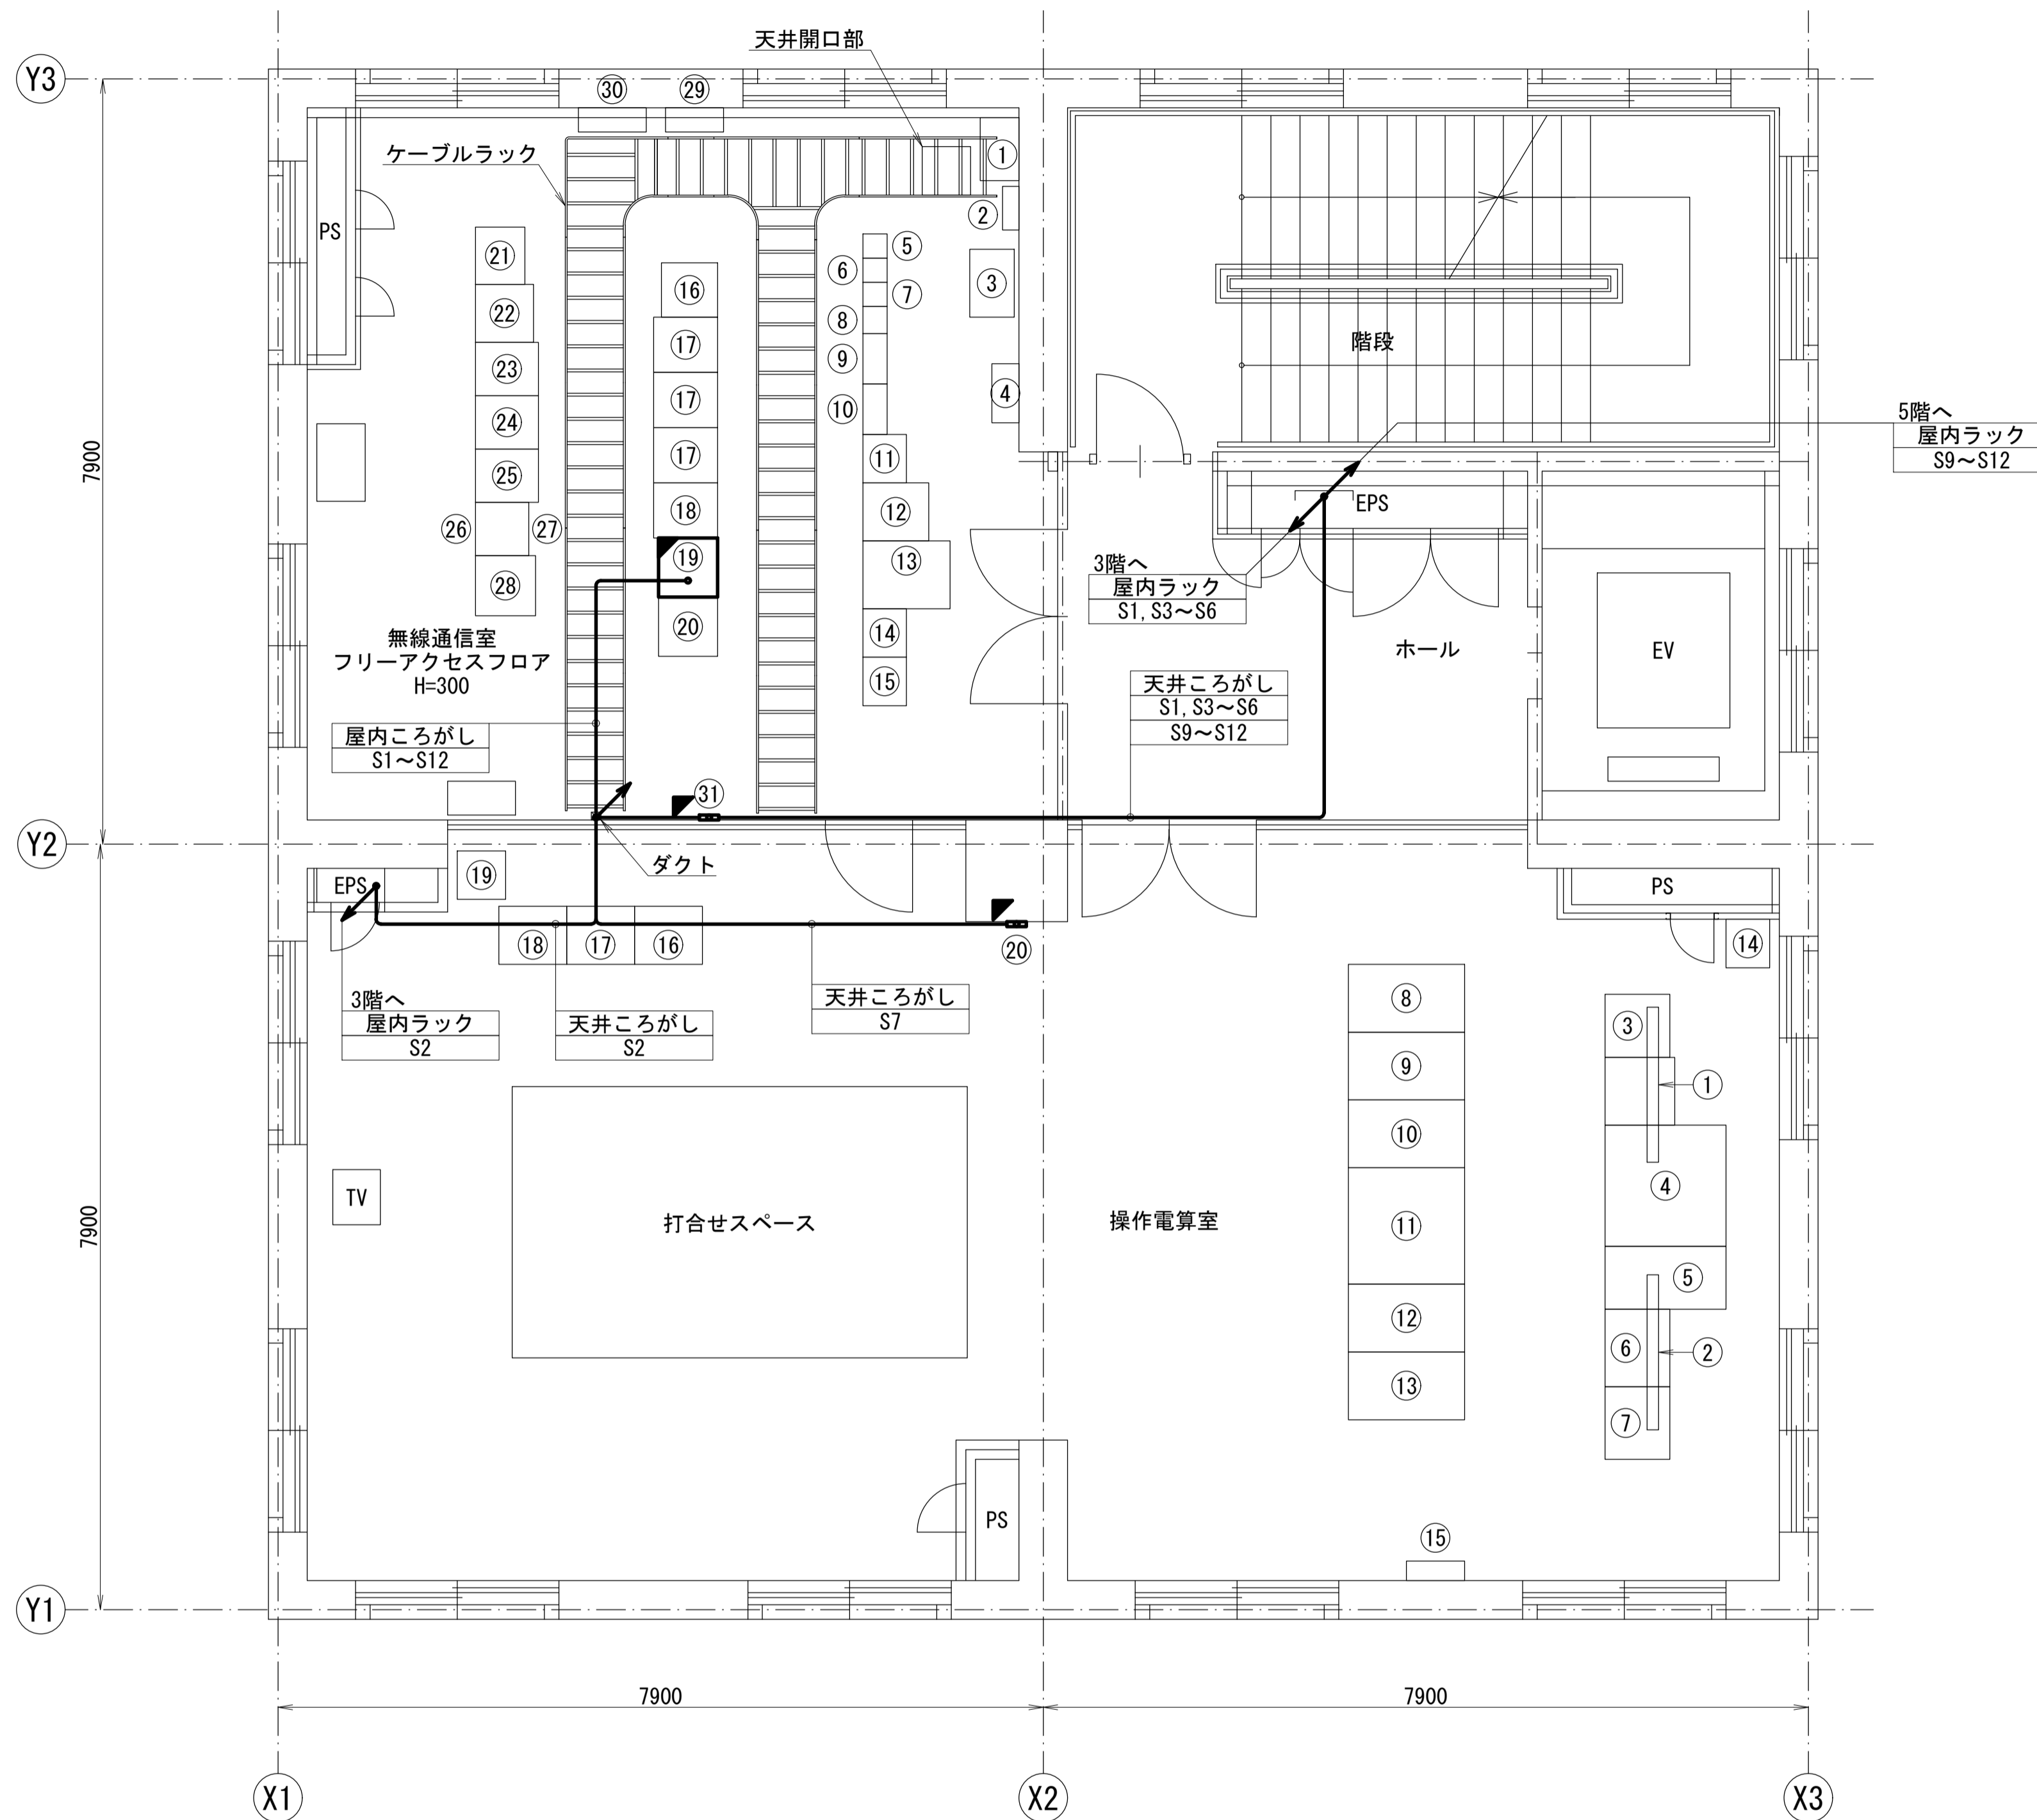 天井開口部
Y3
㉚
㉙
ケーブルラック
①
PS
②
㉑
⑤
⑥
③
⑯
⑦
㉒
⑧
階段
⑰
⑨
㉓
④
⑰
⑩
5階へ
屋内ラック
S9～S12
7900
㉔
⑪
⑰
㉕
⑱
⑫
EPS
㉖
㉗
⑲
⑬
3階へ
屋内ラック
S1, S3～S6
㉘
⑳
⑭
無線通信室
フリーアクセスフロア
H=300
ホール
EV
⑮
天井ころがし
S1, S3～S6
S9～S12
屋内ころがし
S1～S12
㉛
Y2
ダクト
EPS
⑲
PS
⑱
⑰
⑯
⑳
⑭
3階へ
屋内ラック
S2
天井ころがし
S2
天井ころがし
S7
⑧
③
⑨
①
⑩
④
TV
打合せスペース
操作電算室
7900
⑪
⑤
⑫
⑥
②
⑬
⑦
PS
⑮
Y1
7900
7900
X1
X2
X3